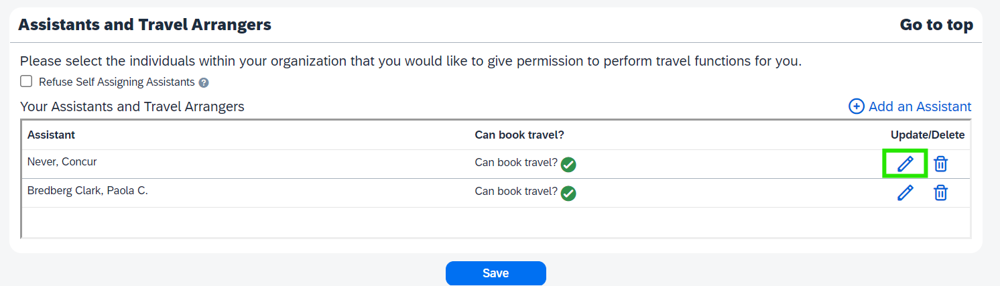 Assistants and Travel Arrangers Go to top
Please select the individuals within your organization that you would like to give permission to perform travel functions for you.
Refuse Self Assigning Assistants ?
Your Assistants and Travel Arrangers + Add an Assistant
Assistant Can book travel? Update/Delete
Never, Concur Can book travel?
Bredberg Clark, Paola C. Can book travel?
Save